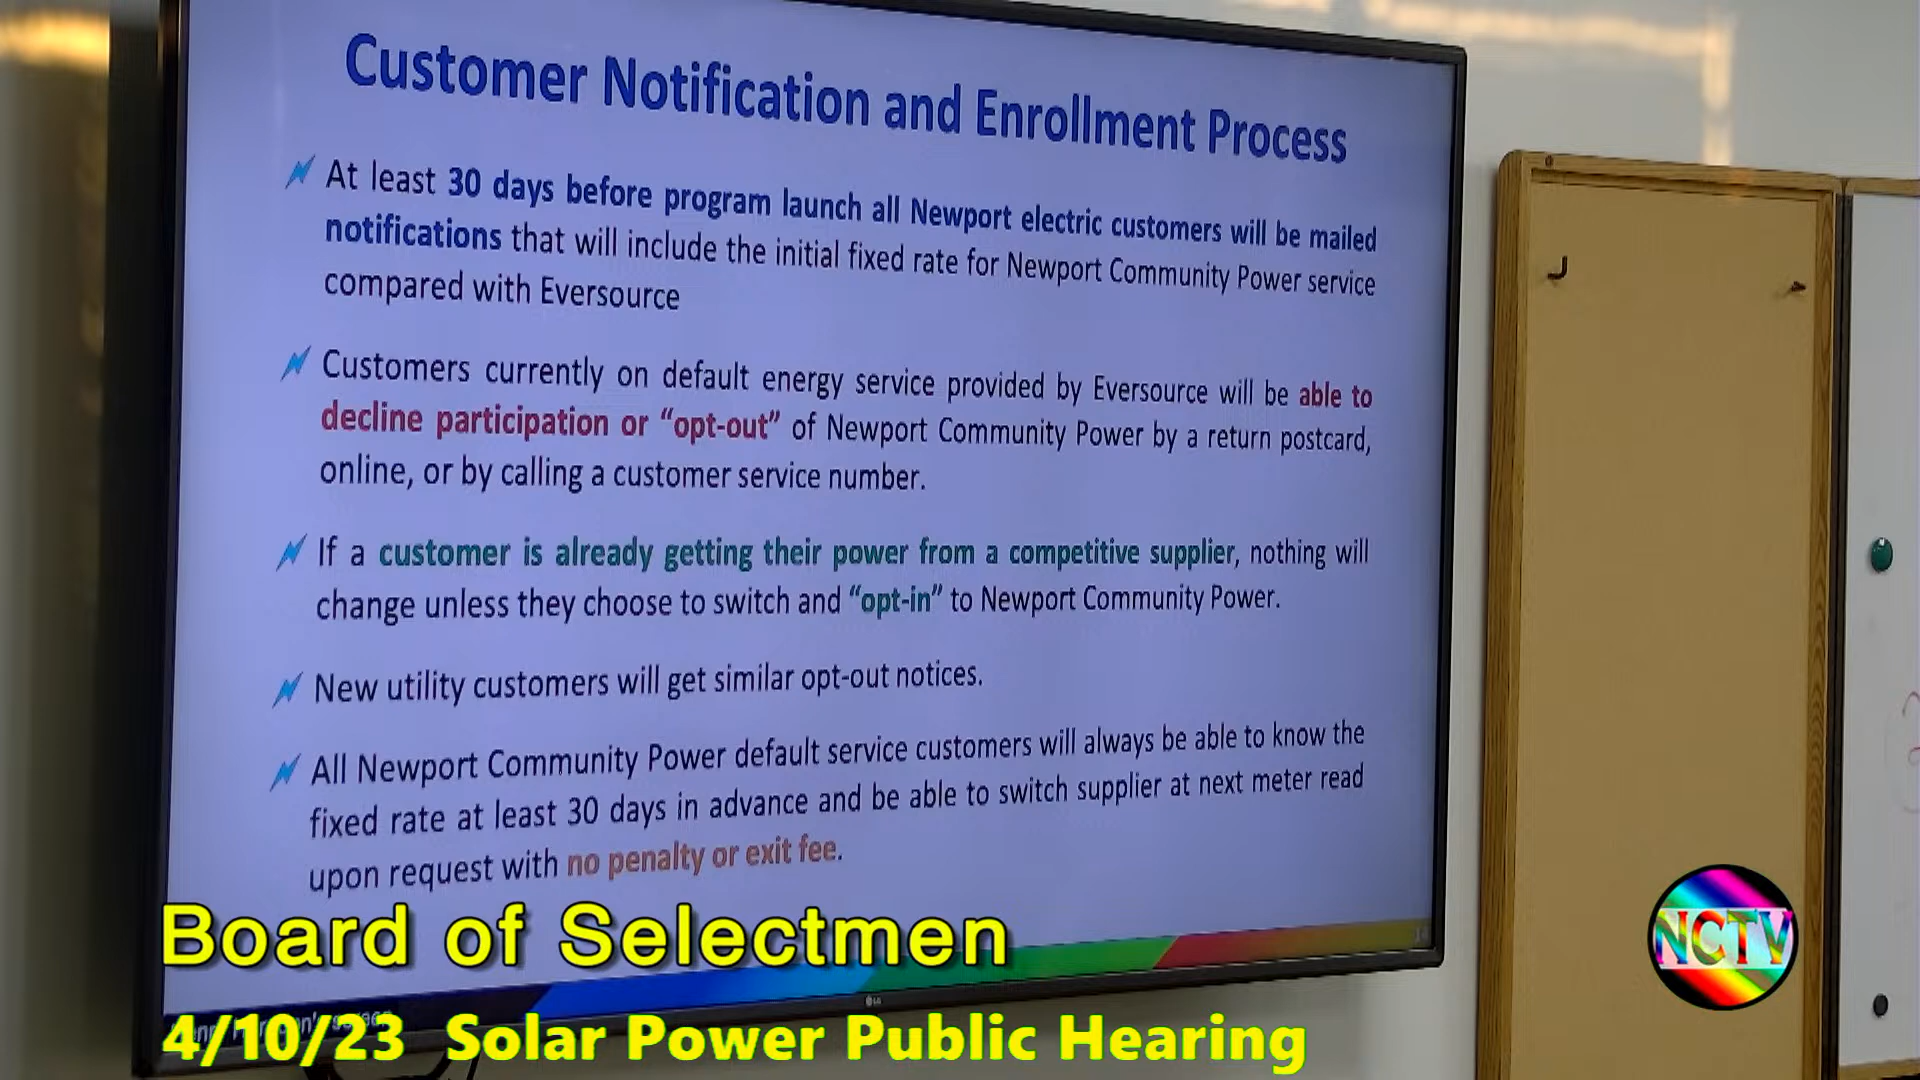 Customer Notification and Enrollment Process
At least 30 days before program launch all Newport electric customers will be mailed
notifications that will include the initial fixed rate for Newport Community Power service
compared with Eversource
Customers currently on default energy service provided by Eversource will be able to
decline participation or “opt-out” of Newport Community Power by a return postcard,
online, or by calling a customer service number.
If a customer is already getting their power from a competitive supplier, nothing will
change unless they choose to switch and “opt-in” to Newport Community Power.
New utility customers will get similar opt-out notices.
All Newport Community Power default service customers will always be able to know the
fixed rate at least 30 days in advance and be able to switch supplier at next meter read
upon request with no penalty or exit fee.
Board of Selectmen
NCTV
LG
4/10/23 Solar Power Public Hearing